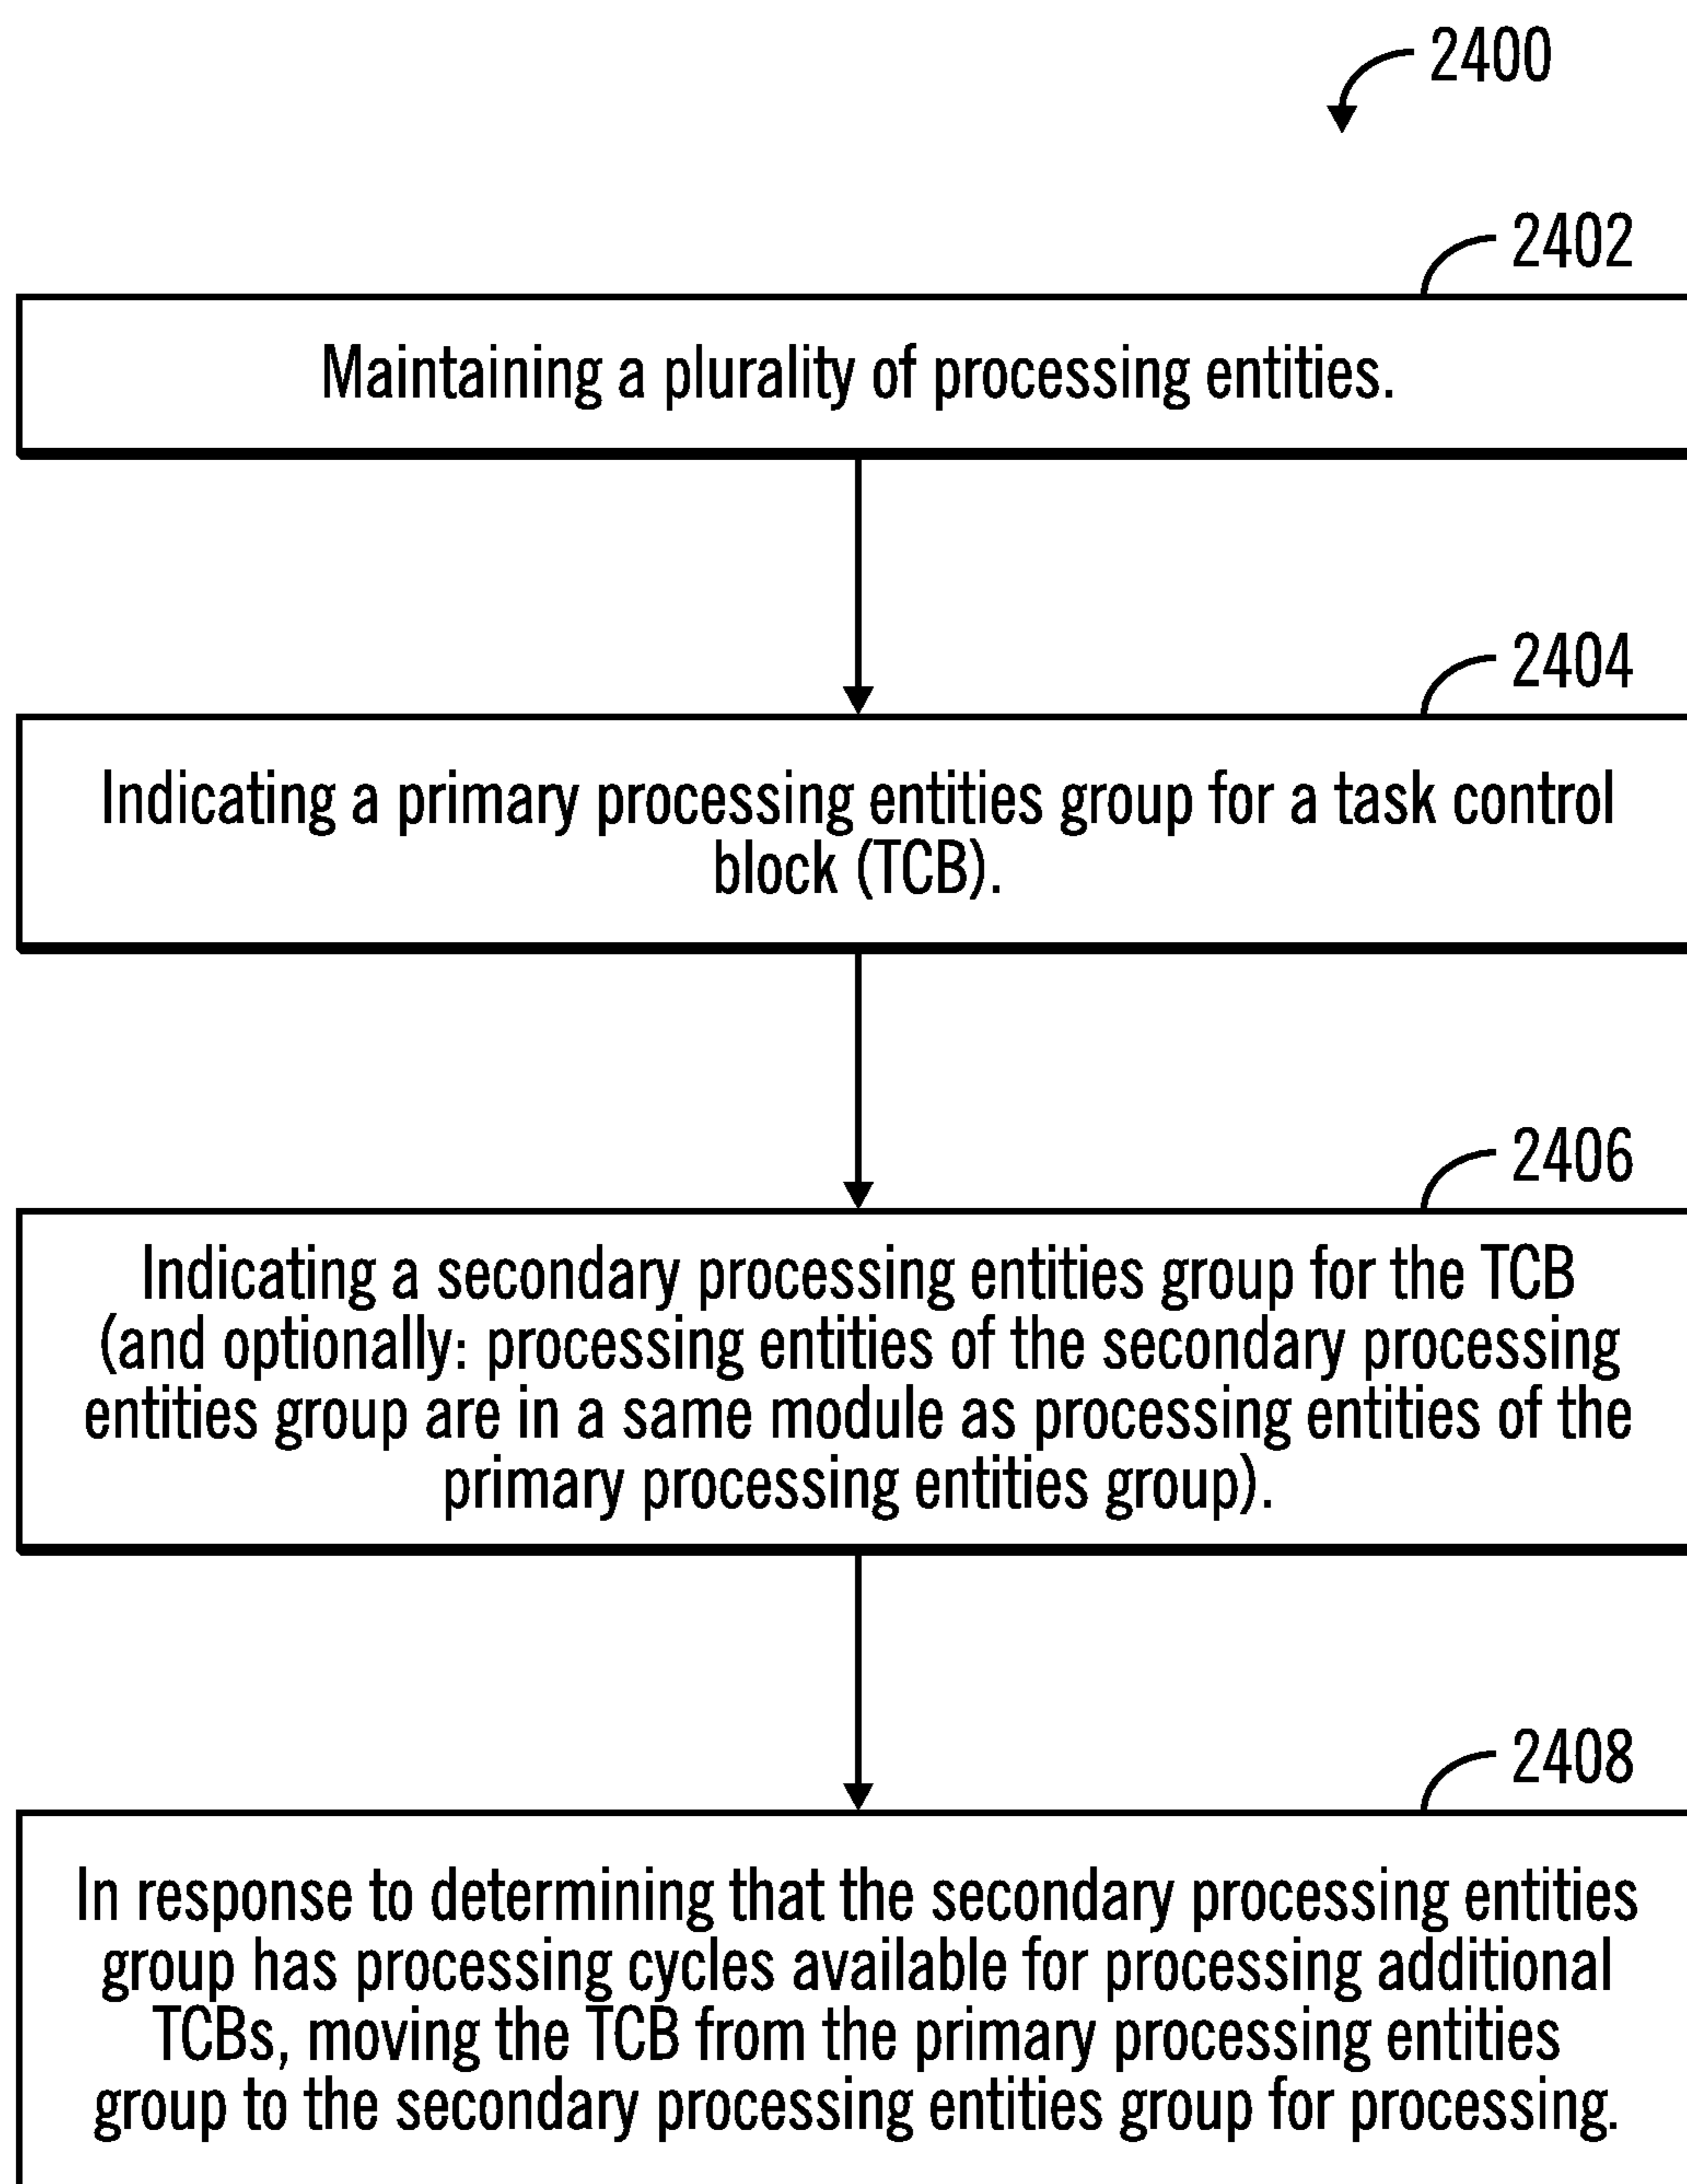 2400
2402
Maintaining a plurality of processing entities.
2404
Indicating a primary processing entities group for a task control
block (TCB).
2406
Indicating a secondary processing entities group for the TCB
(and optionally: processing entities of the secondary processing
entities group are in a same module as processing entities of the
primary processing entities group).
2408
In response to determining that the secondary processing entities
group has processing cycles available for processing additional
TCBs, moving the TCB from the primary processing entities
group to the secondary processing entities group for processing.